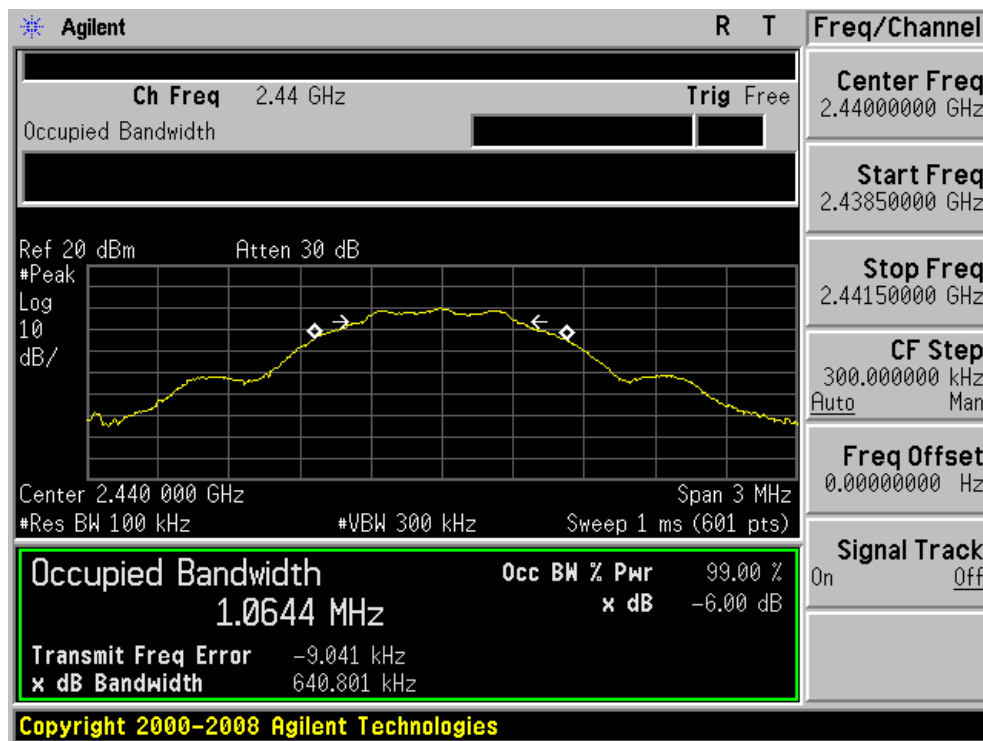 Agilent R T
Ch Freq 2.44 GHz Trig Free
Occupied Bandwidth
Ref 20 dBm Atten 30 dB
#Peak
Log
10
dB/
Center 2.440 000 GHz Span 3 MHz
#Res BW 100 kHz #VBW 300 kHz Sweep 1 ms (601 pts)
Occupied Bandwidth Occ BW % Pwr 99.00 %
1.0644 MHz x dB -6.00 dB
Transmit Freq Error -9.041 kHz
x dB Bandwidth 640.801 kHz
Copyright 2000-2008 Agilent Technologies
Freq/Channel
Center Freq
2.44000000 GHz
Start Freq
2.43850000 GHz
Stop Freq
2.44150000 GHz
CF Step
300.000000 kHz
Auto Man
Freq Offset
0.00000000 Hz
Signal Track
On Off